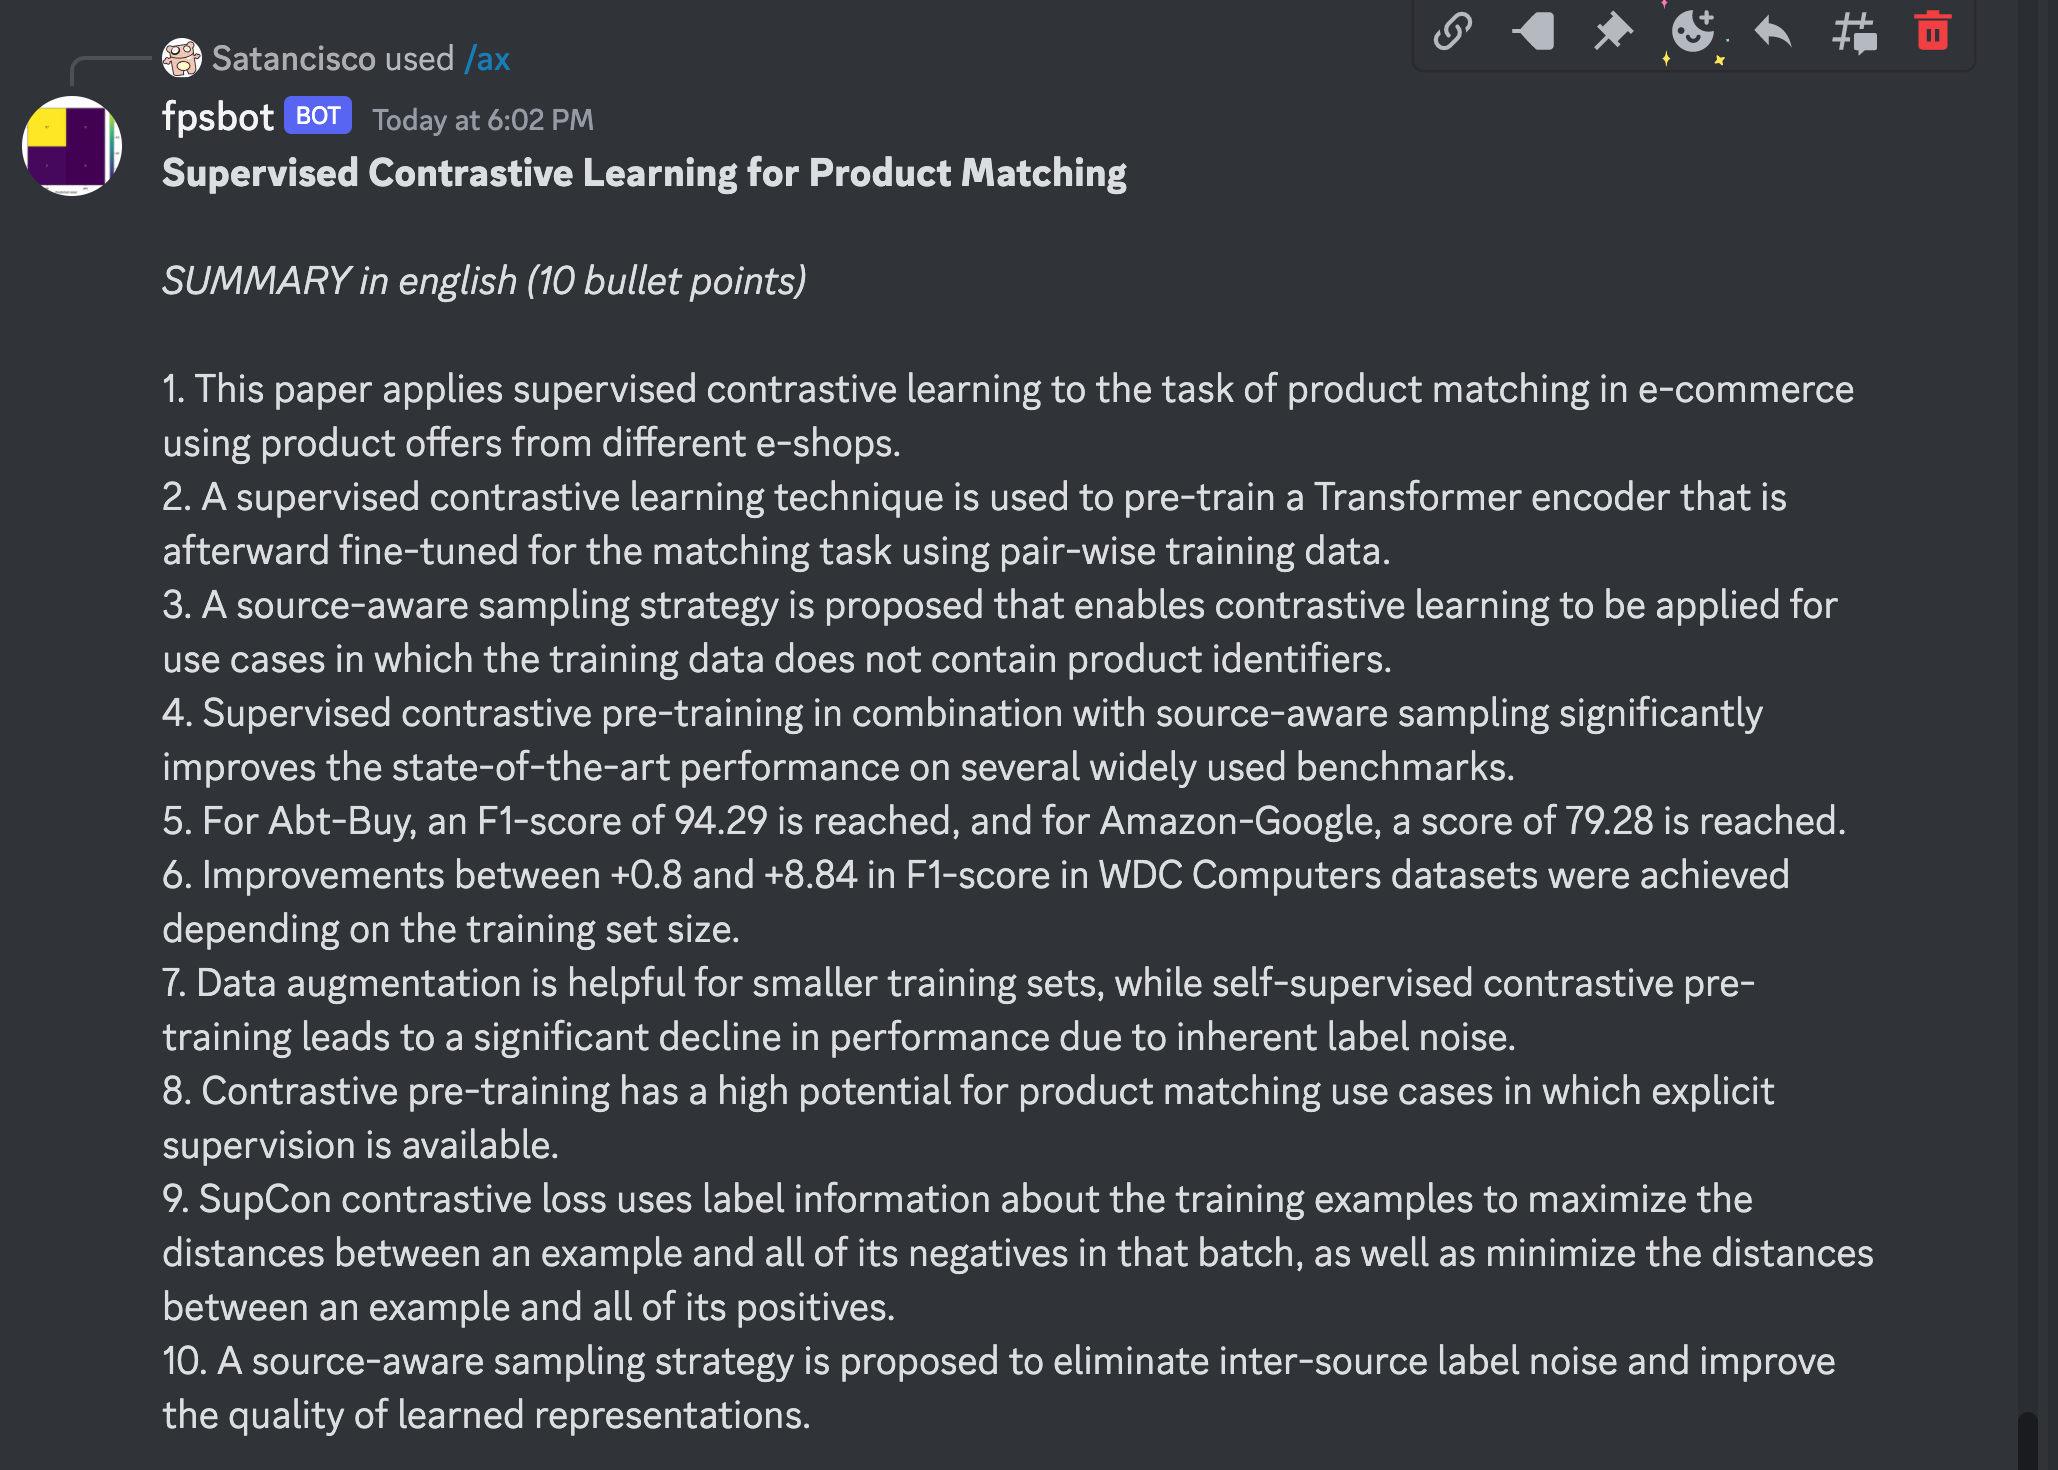 Satancisco used /ax
fpsbot BOT Today at 6:02 PM
Supervised Contrastive Learning for Product Matching
SUMMARY in english (10 bullet points)
1. This paper applies supervised contrastive learning to the task of product matching in e-commerce
using product offers from different e-shops.
2. A supervised contrastive learning technique is used to pre-train a Transformer encoder that is
afterward fine-tuned for the matching task using pair-wise training data.
3. A source-aware sampling strategy is proposed that enables contrastive learning to be applied for
use cases in which the training data does not contain product identifiers.
4. Supervised contrastive pre-training in combination with source-aware sampling significantly
improves the state-of-the-art performance on several widely used benchmarks.
5. For Abt-Buy, an F1-score of 94.29 is reached, and for Amazon-Google, a score of 79.28 is reached.
6. Improvements between +0.8 and +8.84 in F1-score in WDC Computers datasets were achieved
depending on the training set size.
7. Data augmentation is helpful for smaller training sets, while self-supervised contrastive pre-
training leads to a significant decline in performance due to inherent label noise.
8. Contrastive pre-training has a high potential for product matching use cases in which explicit
supervision is available.
9. SupCon contrastive loss uses label information about the training examples to maximize the
distances between an example and all of its negatives in that batch, as well as minimize the distances
between an example and all of its positives.
10. A source-aware sampling strategy is proposed to eliminate inter-source label noise and improve
the quality of learned representations.